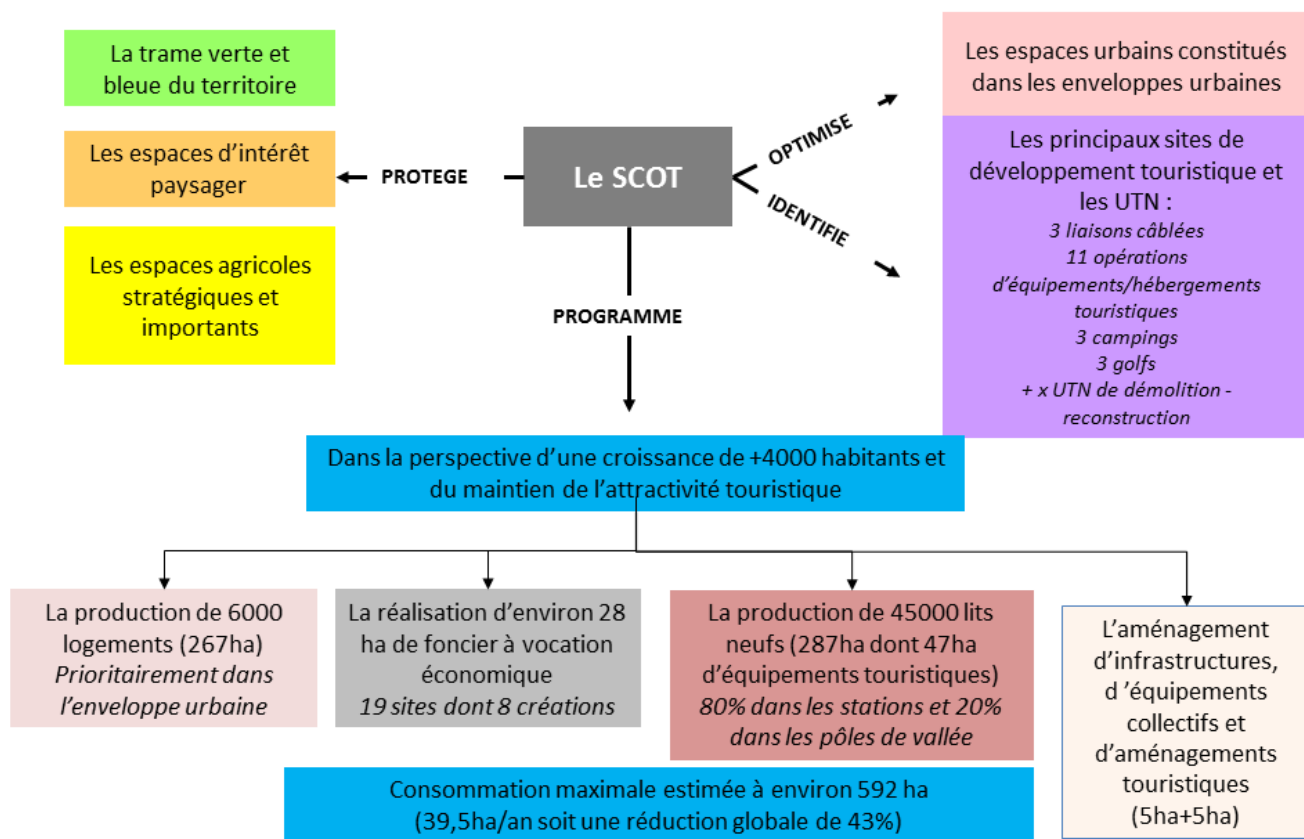 La trame verte et
bleue du territoire
Les espaces d'intérêt
paysager
Les espaces agricoles
stratégiques et
importants
PROTEGE
Le SCOT
OPTIMISE
IDENTIFIE
PROGRAMME
Les espaces urbains constitués
dans les enveloppes urbaines
Les principaux sites de
développement touristique et
les UTN :
3 liaisons câblées
11 opérations
d'équipements/hébergements
touristiques
3 campings
3 golfs
+ x UTN de démolition -
reconstruction
Dans la perspective d'une croissance de +4000 habitants et
du maintien de l'attractivité touristique
La production de 6000
logements (267ha)
Prioritairement dans
l'enveloppe urbaine
La réalisation d'environ 28
ha de foncier à vocation
économique
19 sites dont 8 créations
La production de 45000 lits
neufs (287ha dont 47ha
d'équipements touristiques)
80% dans les stations et 20%
dans les pôles de vallée
L'aménagement
d'infrastructures,
d 'équipements
collectifs et
d'aménagements
touristiques
(5ha+5ha)
Consommation maximale estimée à environ 592 ha
(39,5ha/an soit une réduction globale de 43%)